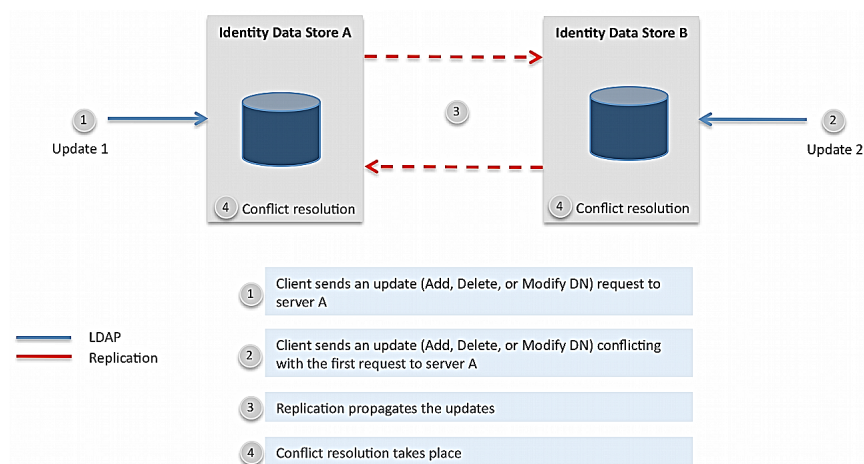 Identity Data Store A
Identity Data Store B
1
Update 1
3
2
Update 2
4 Conflict resolution
4 Conflict resolution
1 Client sends an update (Add, Delete, or Modify DN) request to
server A
LDAP
Replication
2 Client sends an update (Add, Delete, or Modify DN) conflicting
with the first request to server A
3 Replication propagates the updates
4 Conflict resolution takes place